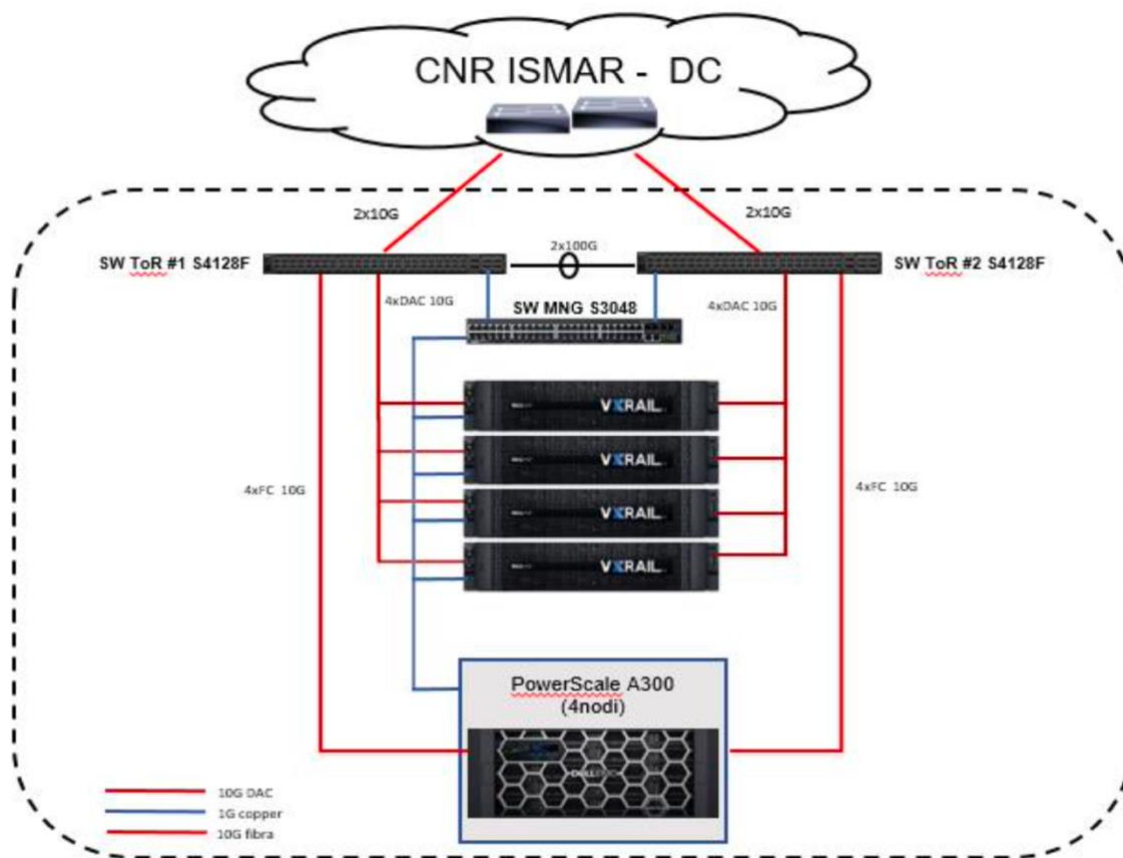 CNR ISMAR - DC
2x10G
2x10G
2x100G
SW ToR #1 S4128F
SW ToR #2 S4128F
4xDAC 10G
SW MNG S3048
4xDAC 10G
VXRAIL
VXRAIL
VXRAIL
VXRAIL
4xFC 10G
4xFC 10G
PowerScale A300
(4nodi)
DELLEMC
10G DAC
1G copper
10G fibra